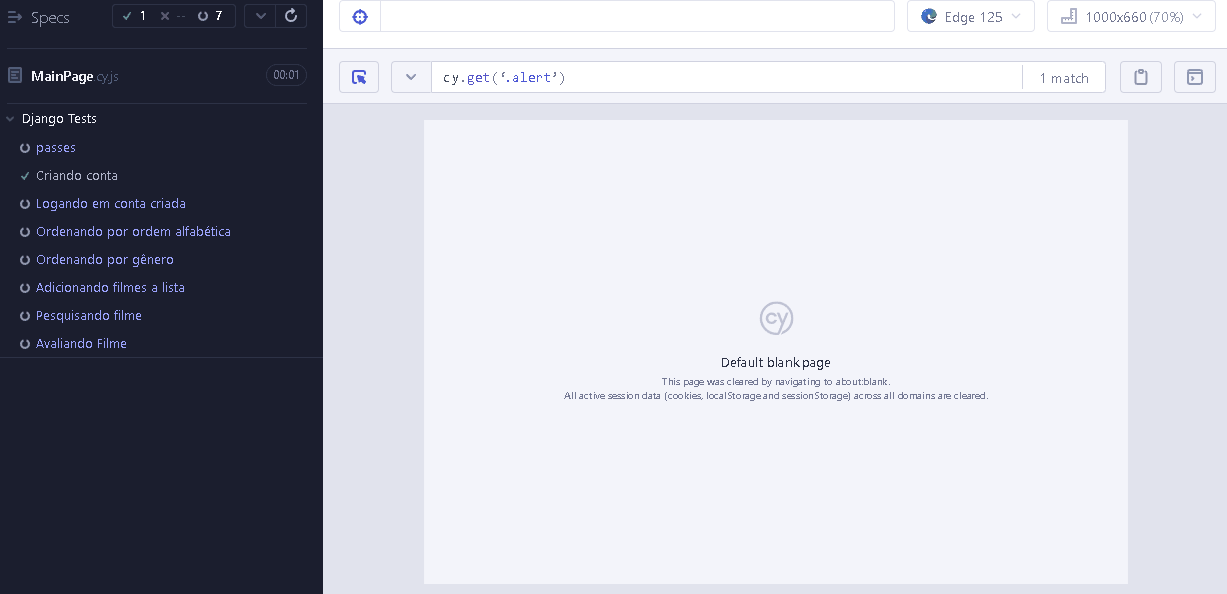 Specs
1
--
7
Edge 125
1000x660 (70%)
MainPage.cy.js
00:01
cy.get('.alert')
1 match
Django Tests
passes
Criando conta
Logando em conta criada
Ordenando por ordem alfabética
Ordenando por gênero
Adicionando filmes a lista
Pesquisando filme
Avaliando Filme
cy
Default blank page
This page was cleared by navigating to about:blank.
All active session data (cookies, localStorage and sessionStorage) across all domains are cleared.